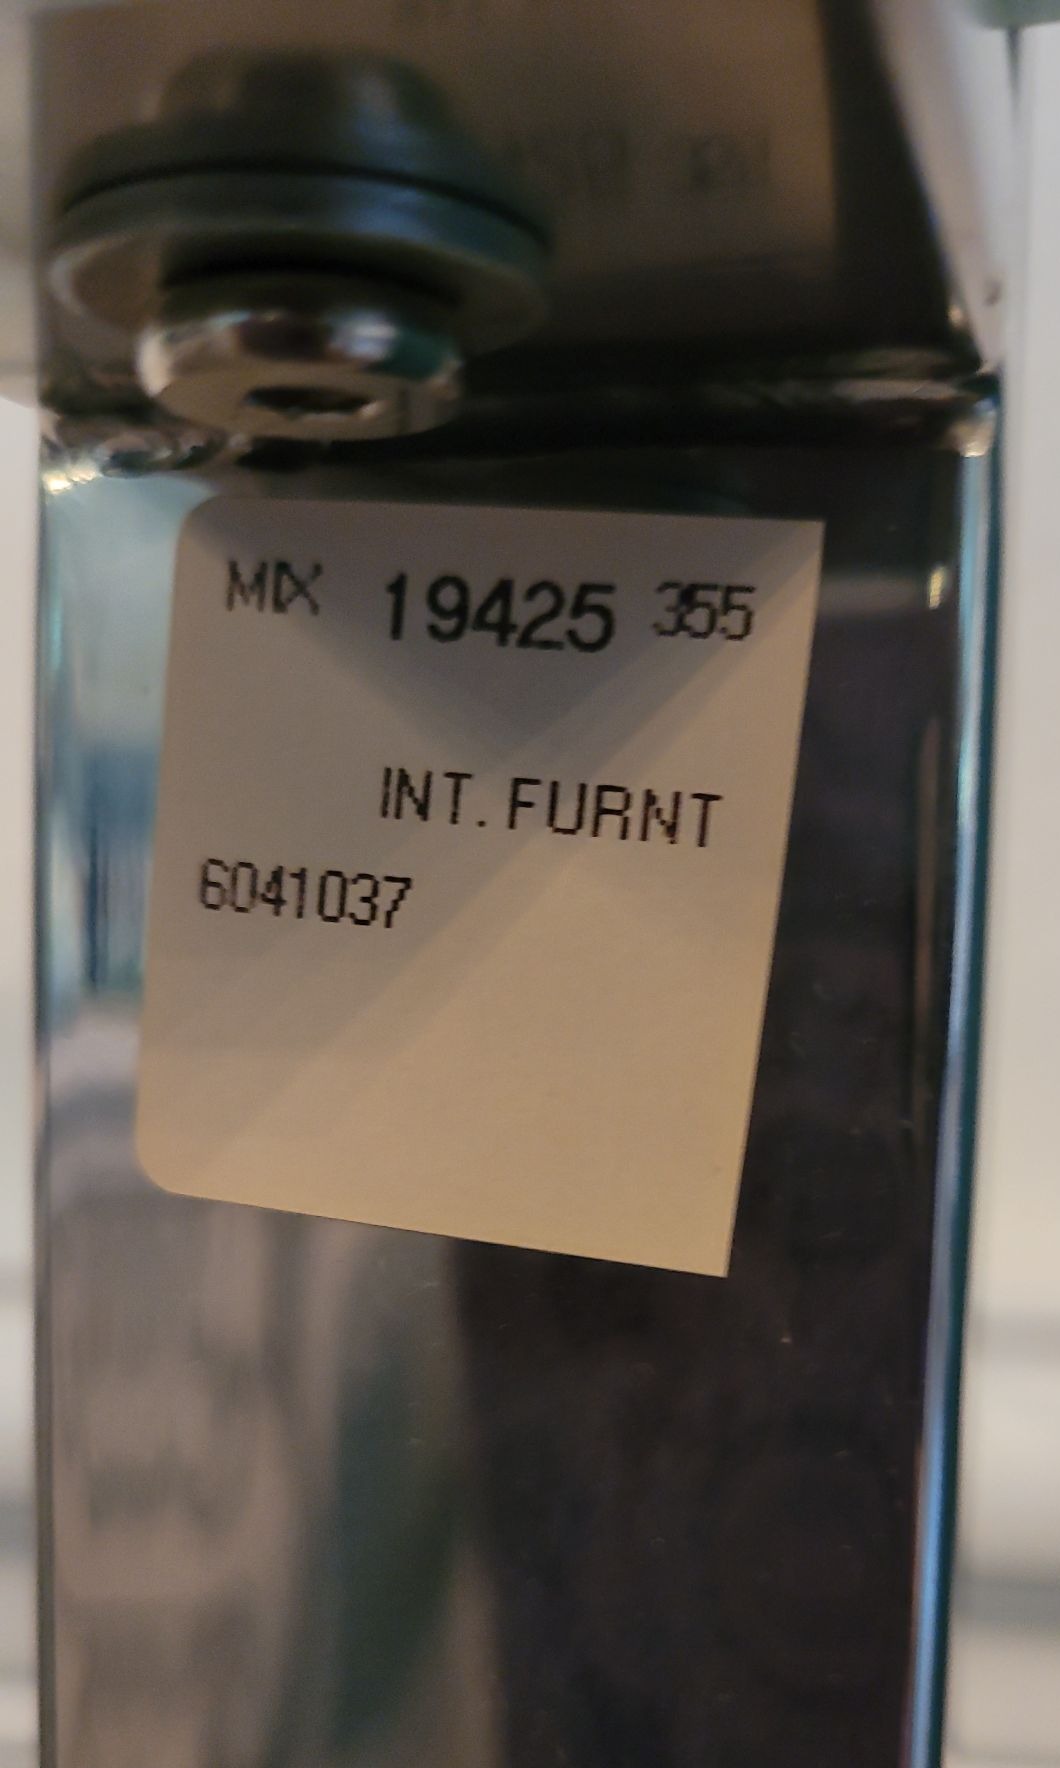 MIX 19425 355
INT. FURNT
6041037